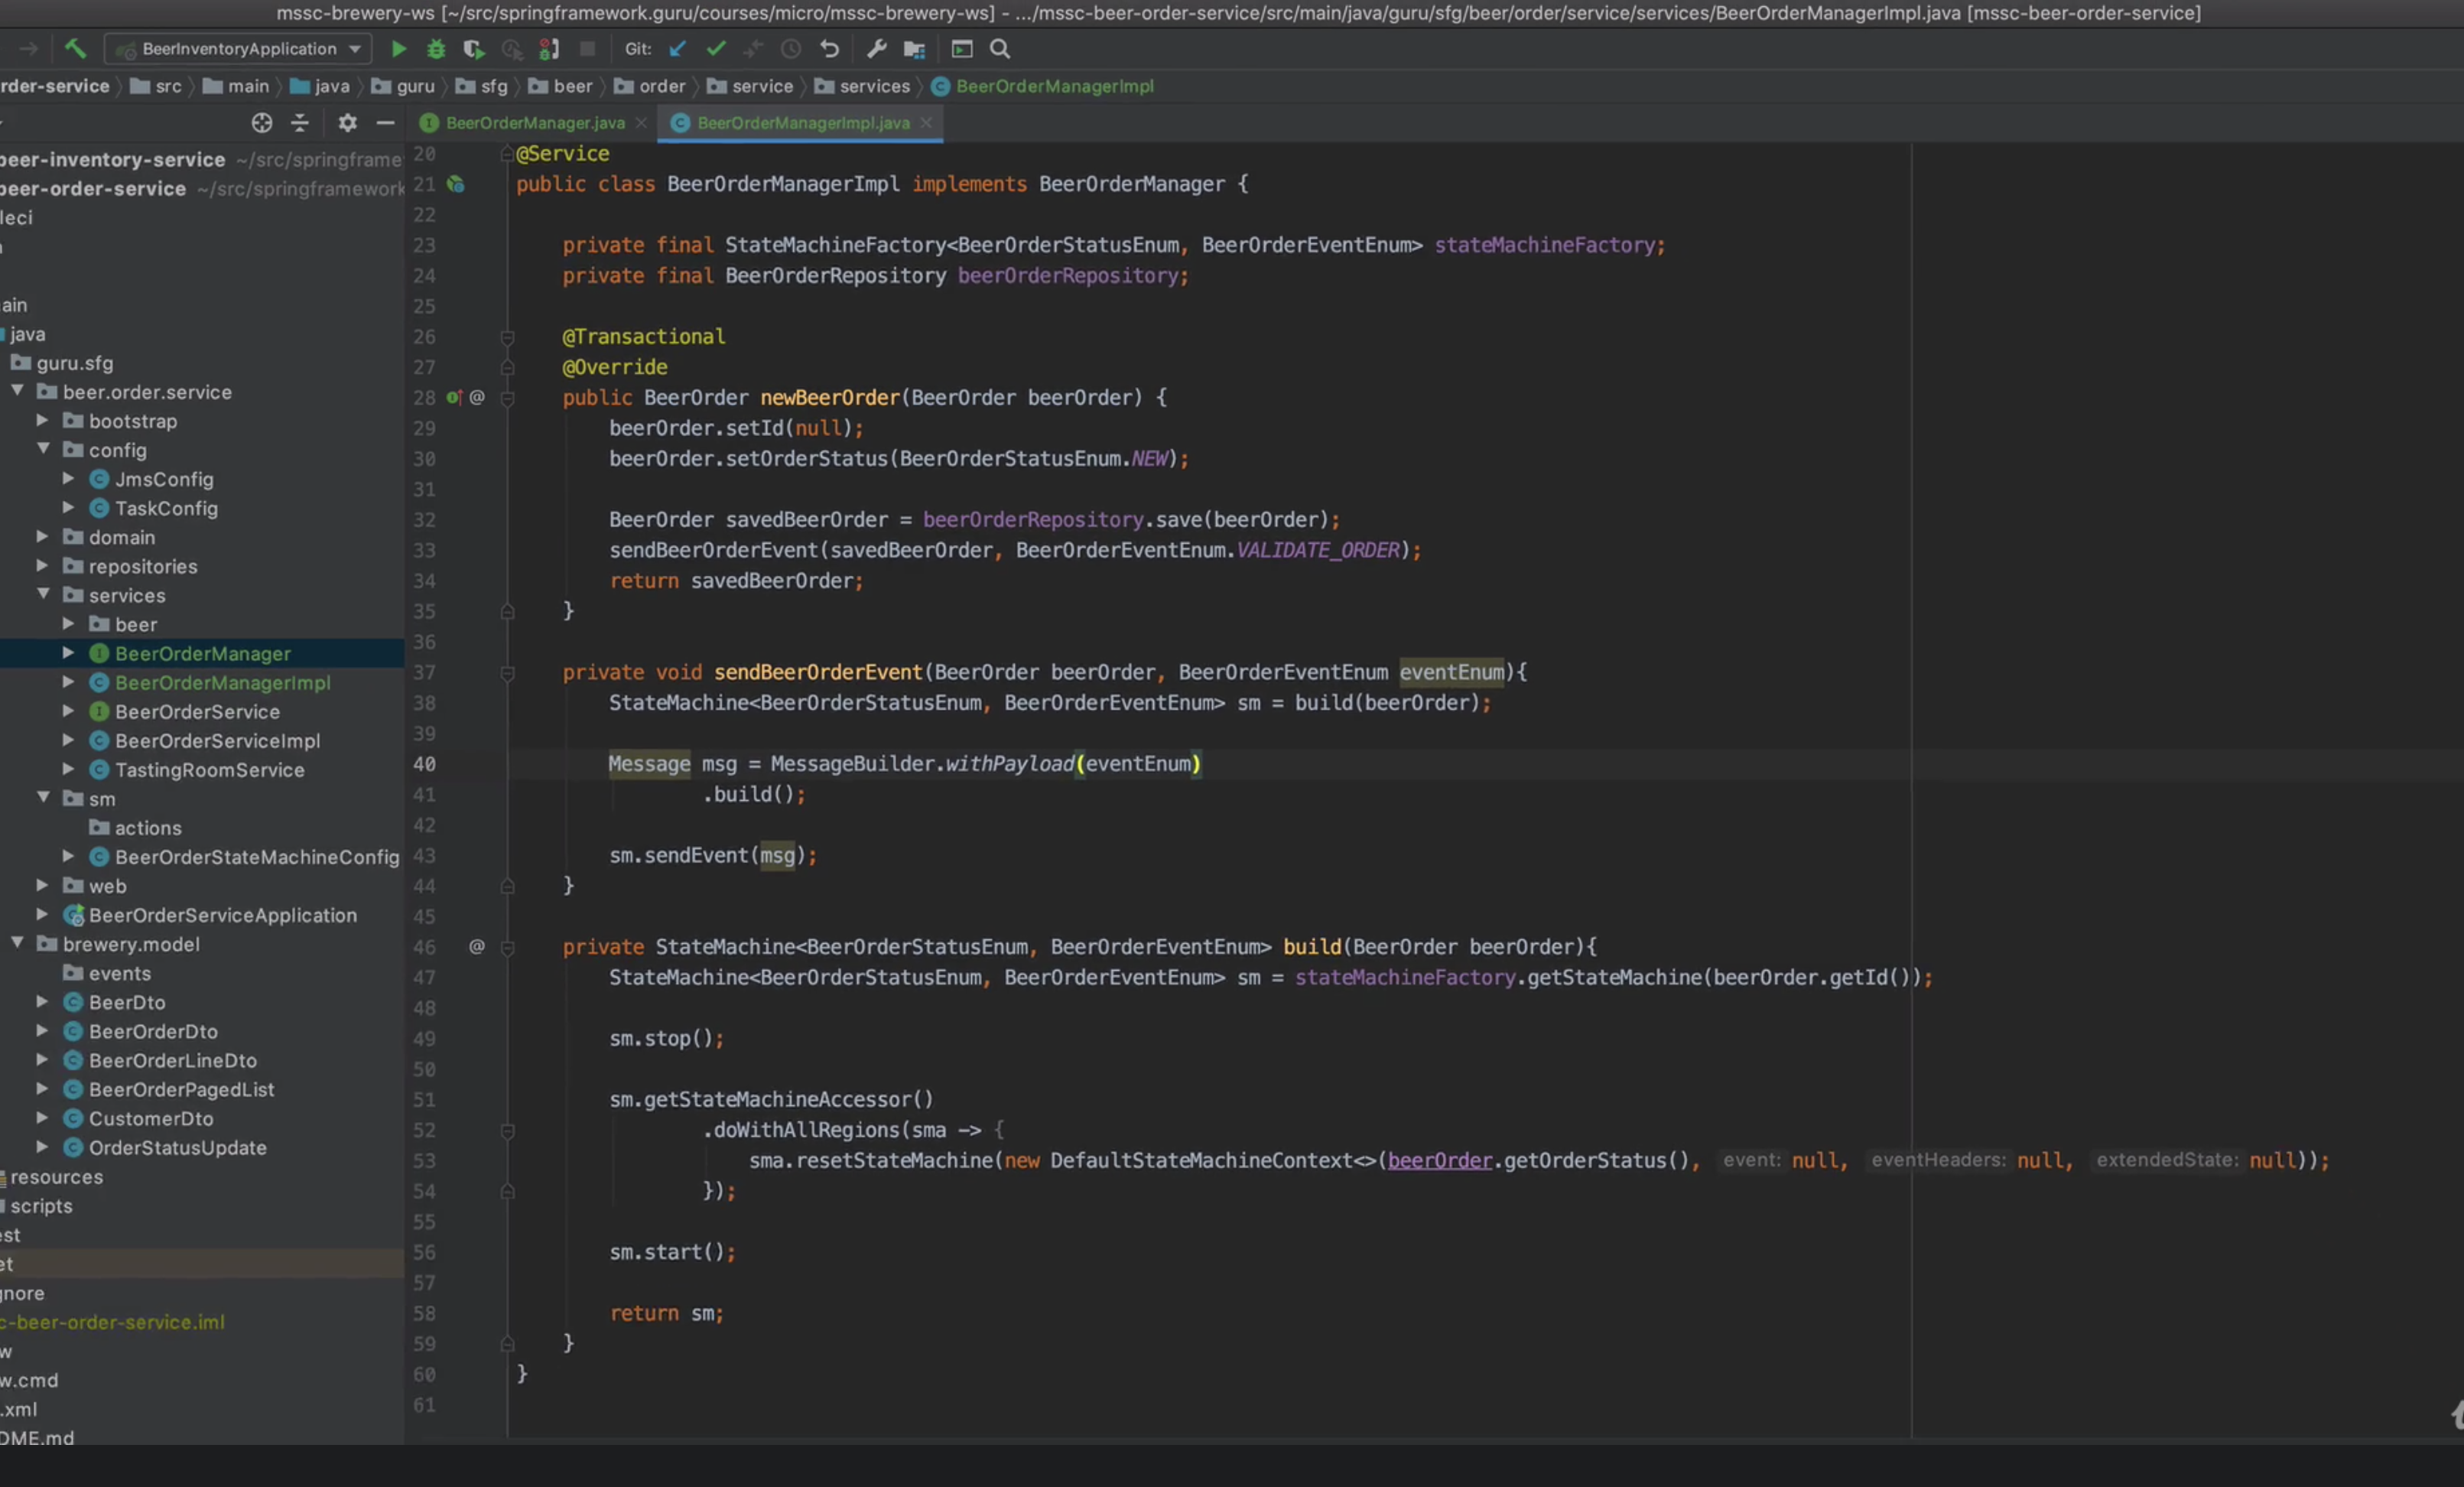 mssc-brewery-ws [~/src/springframework.guru/courses/micro/mssc-brewery-ws] - .../mssc-beer-order-service/src/main/java/guru/sfg/beer/order/service/services/BeerOrderManagerImpl.java [mssc-beer-order-service]
BeerInventoryApplication Git:
rder-service src main java guru sfg beer order service services BeerOrderManagerImpl
BeerOrderManager.java BeerOrderManagerImpl.java
beer-inventory-service ~/src/springframe
beer-order-service ~/src/springframework
leci
ain
java
guru.sfg
beer.order.service
bootstrap
config
JmsConfig
TaskConfig
domain
repositories
services
beer
BeerOrderManager
BeerOrderManagerImpl
BeerOrderService
BeerOrderServiceImpl
TastingRoomService
sm
actions
BeerOrderStateMachineConfig
web
BeerOrderServiceApplication
brewery.model
events
BeerDto
BeerOrderDto
BeerOrderLineDto
BeerOrderPagedList
CustomerDto
OrderStatusUpdate
resources
scripts
est
et
gnore
c-beer-order-service.iml
w
w.cmd
.xml
DME.md
20 @Service
21 public class BeerOrderManagerImpl implements BeerOrderManager {
22
23 private final StateMachineFactory<BeerOrderStatusEnum, BeerOrderEventEnum> stateMachineFactory;
24 private final BeerOrderRepository beerOrderRepository;
25
26 @Transactional
27 @Override
28 @ public BeerOrder newBeerOrder(BeerOrder beerOrder) {
29 beerOrder.setId(null);
30 beerOrder.setOrderStatus(BeerOrderStatusEnum.NEW);
31
32 BeerOrder savedBeerOrder = beerOrderRepository.save(beerOrder);
33 sendBeerOrderEvent(savedBeerOrder, BeerOrderEventEnum.VALIDATE_ORDER);
34 return savedBeerOrder;
35 }
36
37 private void sendBeerOrderEvent(BeerOrder beerOrder, BeerOrderEventEnum eventEnum){
38 StateMachine<BeerOrderStatusEnum, BeerOrderEventEnum> sm = build(beerOrder);
39
40 Message msg = MessageBuilder.withPayload(eventEnum)
41 .build();
42
43 sm.sendEvent(msg);
44 }
45
46 @ private StateMachine<BeerOrderStatusEnum, BeerOrderEventEnum> build(BeerOrder beerOrder){
47 StateMachine<BeerOrderStatusEnum, BeerOrderEventEnum> sm = stateMachineFactory.getStateMachine(beerOrder.getId());
48
49 sm.stop();
50
51 sm.getStateMachineAccessor()
52 .doWithAllRegions(sma -> {
53 sma.resetStateMachine(new DefaultStateMachineContext<>(beerOrder.getOrderStatus(), event: null, eventHeaders: null, extendedState: null));
54 });
55
56 sm.start();
57
58 return sm;
59 }
60 }
61